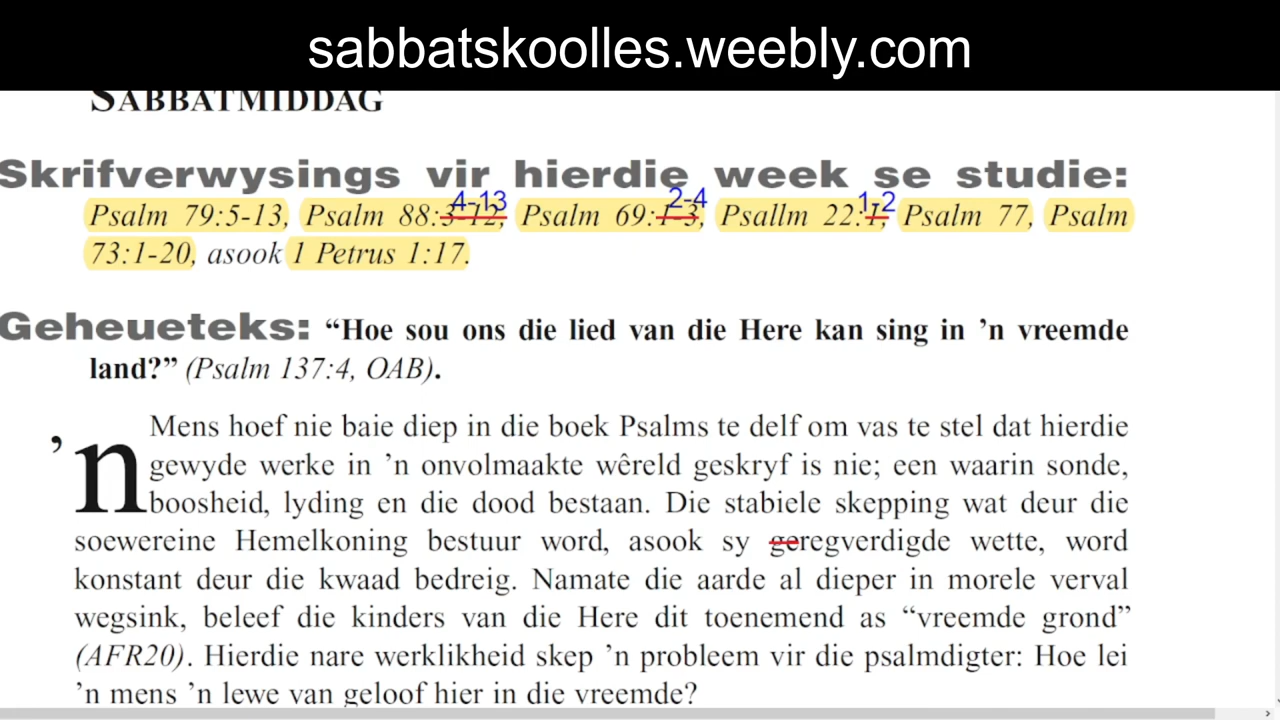 sabbatskoolles.weebly.com
SABBATMIDDAG
Skrifverwysings vir hierdie week se studie:
4-13 2-4 1-2
Psalm 79:5-13, Psalm 88:3-12, Psalm 69:1-3, Psallm 22:1, Psalm 77, Psalm
73:1-20, asook 1 Petrus 1:17.
Geheueteks: “Hoe sou ons die lied van die Here kan sing in ’n vreemde
land?” (Psalm 137:4, OAB).
’n Mens hoef nie baie diep in die boek Psalms te delf om vas te stel dat hierdie
gewyde werke in ’n onvolmaakte wêreld geskryf is nie; een waarin sonde,
boosheid, lyding en die dood bestaan. Die stabiele skepping wat deur die
soewereine Hemelkoning bestuur word, asook sy geregverdigde wette, word
konstant deur die kwaad bedreig. Namate die aarde al dieper in morele verval
wegsink, beleef die kinders van die Here dit toenemend as “vreemde grond”
(AFR20). Hierdie nare werklikheid skep ’n probleem vir die psalmdigter: Hoe lei
’n mens ’n lewe van geloof hier in die vreemde?